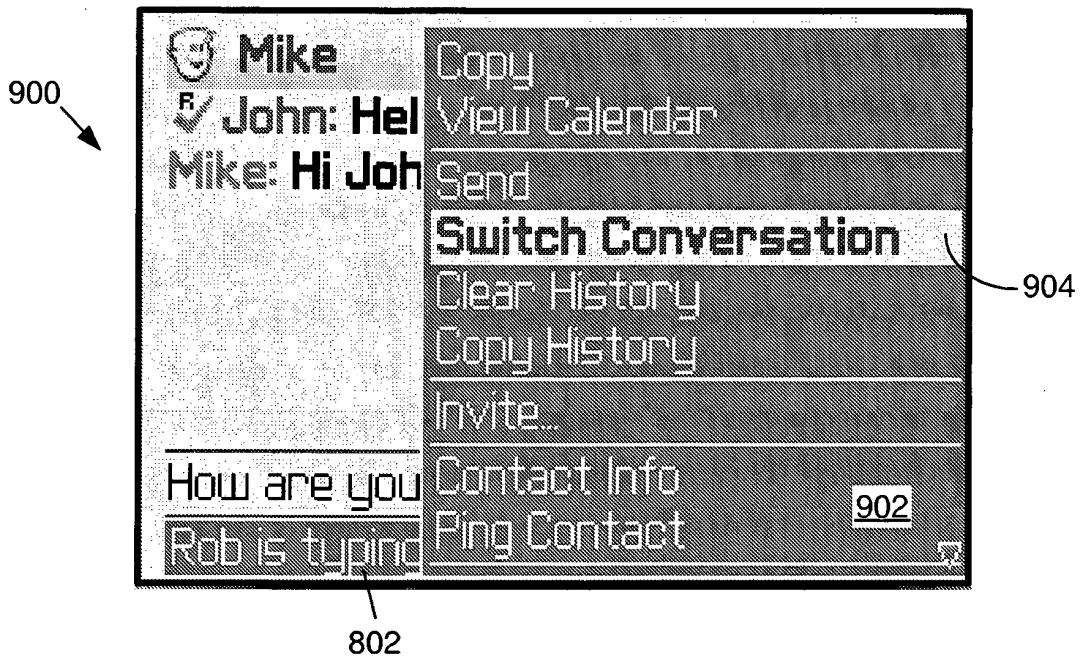 Mike
R John: Hel
Mike: Hi Joh
How are you
Rob is typing
Copy
View Calendar
Send
Switch Conversation
Clear History
Copy History
Invite...
Contact Info
Ping Contact
900
904
902
802